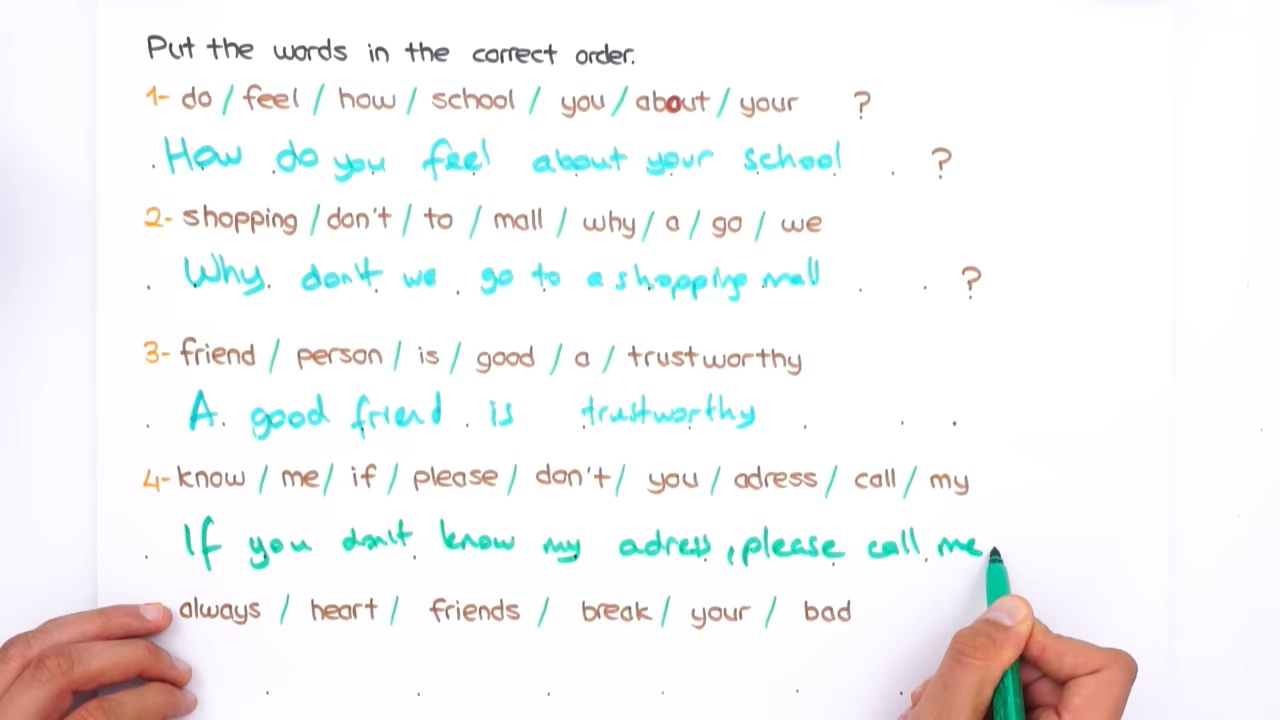 Put the words in the correct order.
1- do / feel / how / school / you / about / your ?
How do you feel about your school . ?
2- shopping / don't / to / mall / why / a / go / we
Why don't we go to a shopping mall ?
3- friend / person / is / good / a / trustworthy
A good friend is trustworthy .
4- know / me / if / please / don't / you / adress / call / my
If you don't know my adress, please call me
always / heart / friends / break / your / bad